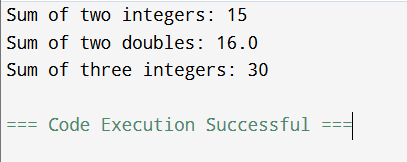 Sum of two integers: 15
Sum of two doubles: 16.0
Sum of three integers: 30
=== Code Execution Successful ===